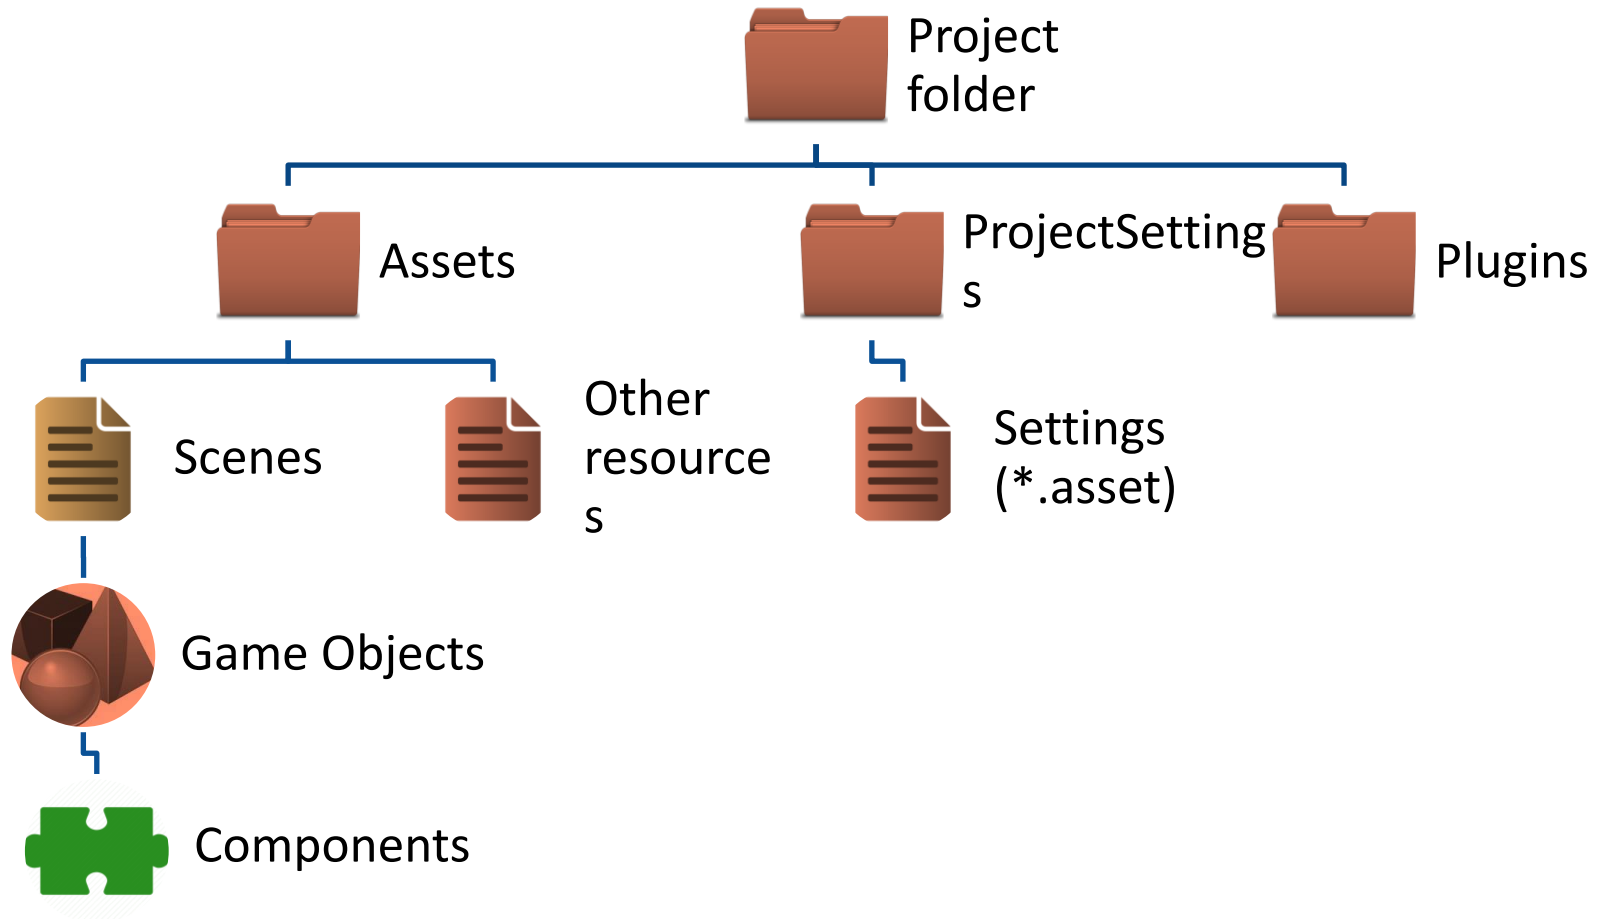 Project
folder
Assets
ProjectSetting
s
Plugins
Scenes
Other
resource
s
Settings
(*.asset)
Game Objects
Components